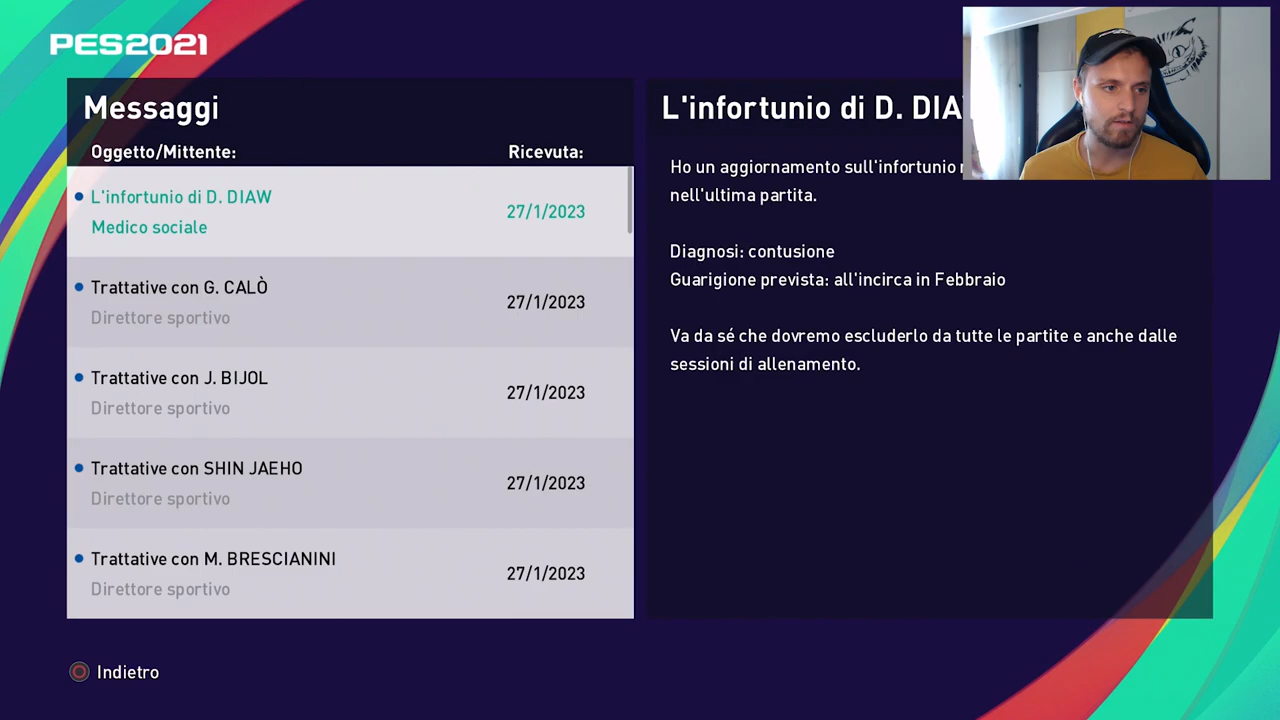 PES2021
Messaggi
Oggetto/Mittente:
Ricevuta:
L'infortunio di D. DIAW
27/1/2023
Medico sociale
Trattative con G. CALÒ
27/1/2023
Direttore sportivo
Trattative con J. BIJOL
27/1/2023
Direttore sportivo
Trattative con SHIN JAEHO
27/1/2023
Direttore sportivo
Trattative con M. BRESCIANINI
27/1/2023
Direttore sportivo
L'infortunio di D. DIAW
Ho un aggiornamento sull'infortunio
nell'ultima partita.
Diagnosi: contusione
Guarigione prevista: all'incirca in Febbraio
Va da sé che dovremo escluderlo da tutte le partite e anche dalle
sessioni di allenamento.
Indietro